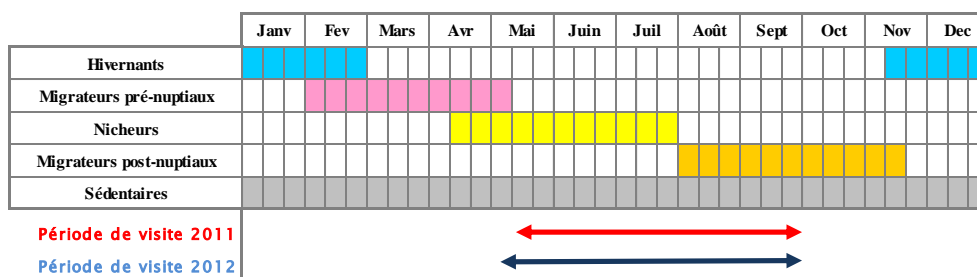 Janv Fev Mars Avr Mai Juin Juil Août Sept Oct Nov Dec
Hivernants
Migrateurs pré-nuptiaux
Nicheurs
Migrateurs post-nuptiaux
Sédentaires
Période de visite 2011
Période de visite 2012